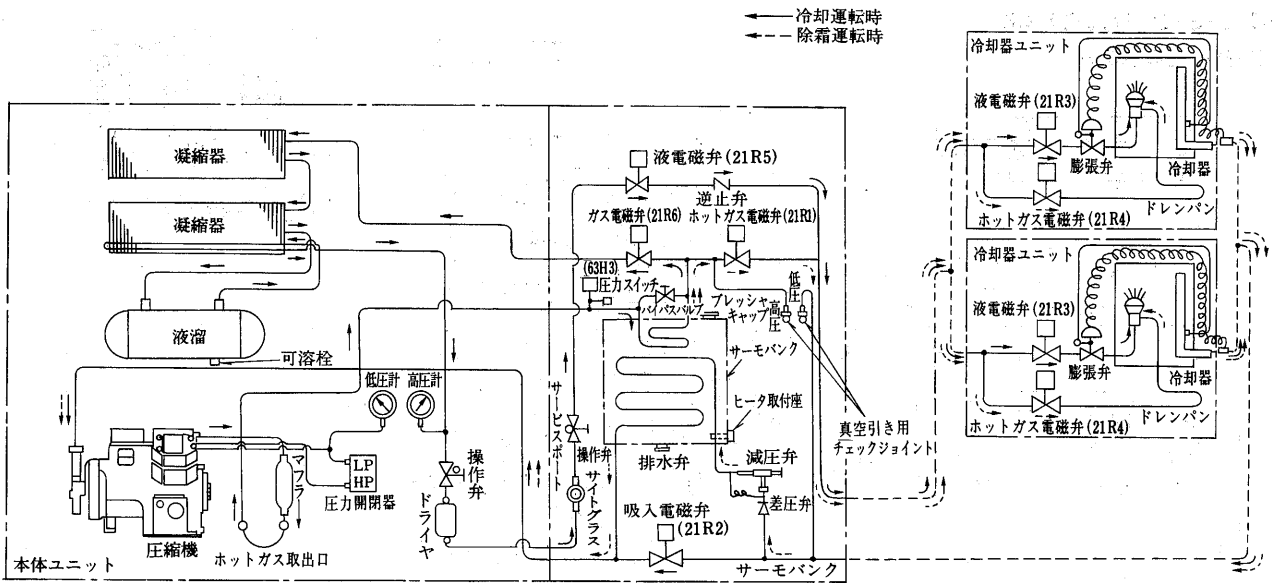 冷却運転時
除霜運転時
冷却器ユニット
液電磁弁(21R3)
膨張弁
冷却器
ドレンパン
ホットガス電磁弁(21R4)
冷却器ユニット
液電磁弁(21R3)
膨張弁
冷却器
ドレンパン
ホットガス電磁弁(21R4)
凝縮器
凝縮器
液溜
可溶栓
低圧計
高圧計
LP
HP
圧力開閉器
マフラ
操作弁
ドライヤ
圧縮機
ホットガス取出口
本体ユニット
液電磁弁(21R5)
逆止弁
ガス電磁弁(21R6)
ホットガス電磁弁(21R1)
(63H3)
圧力スイッチ
バイパスバルブ
プレッシャ
キャップ
高圧
低圧
サーモバンク
ヒータ取付座
排水弁
減圧弁
差圧弁
真空引き用
チェックジョイント
サービスポート
操作弁
サイトグラス
吸入電磁弁
(21R2)
サーモバンク